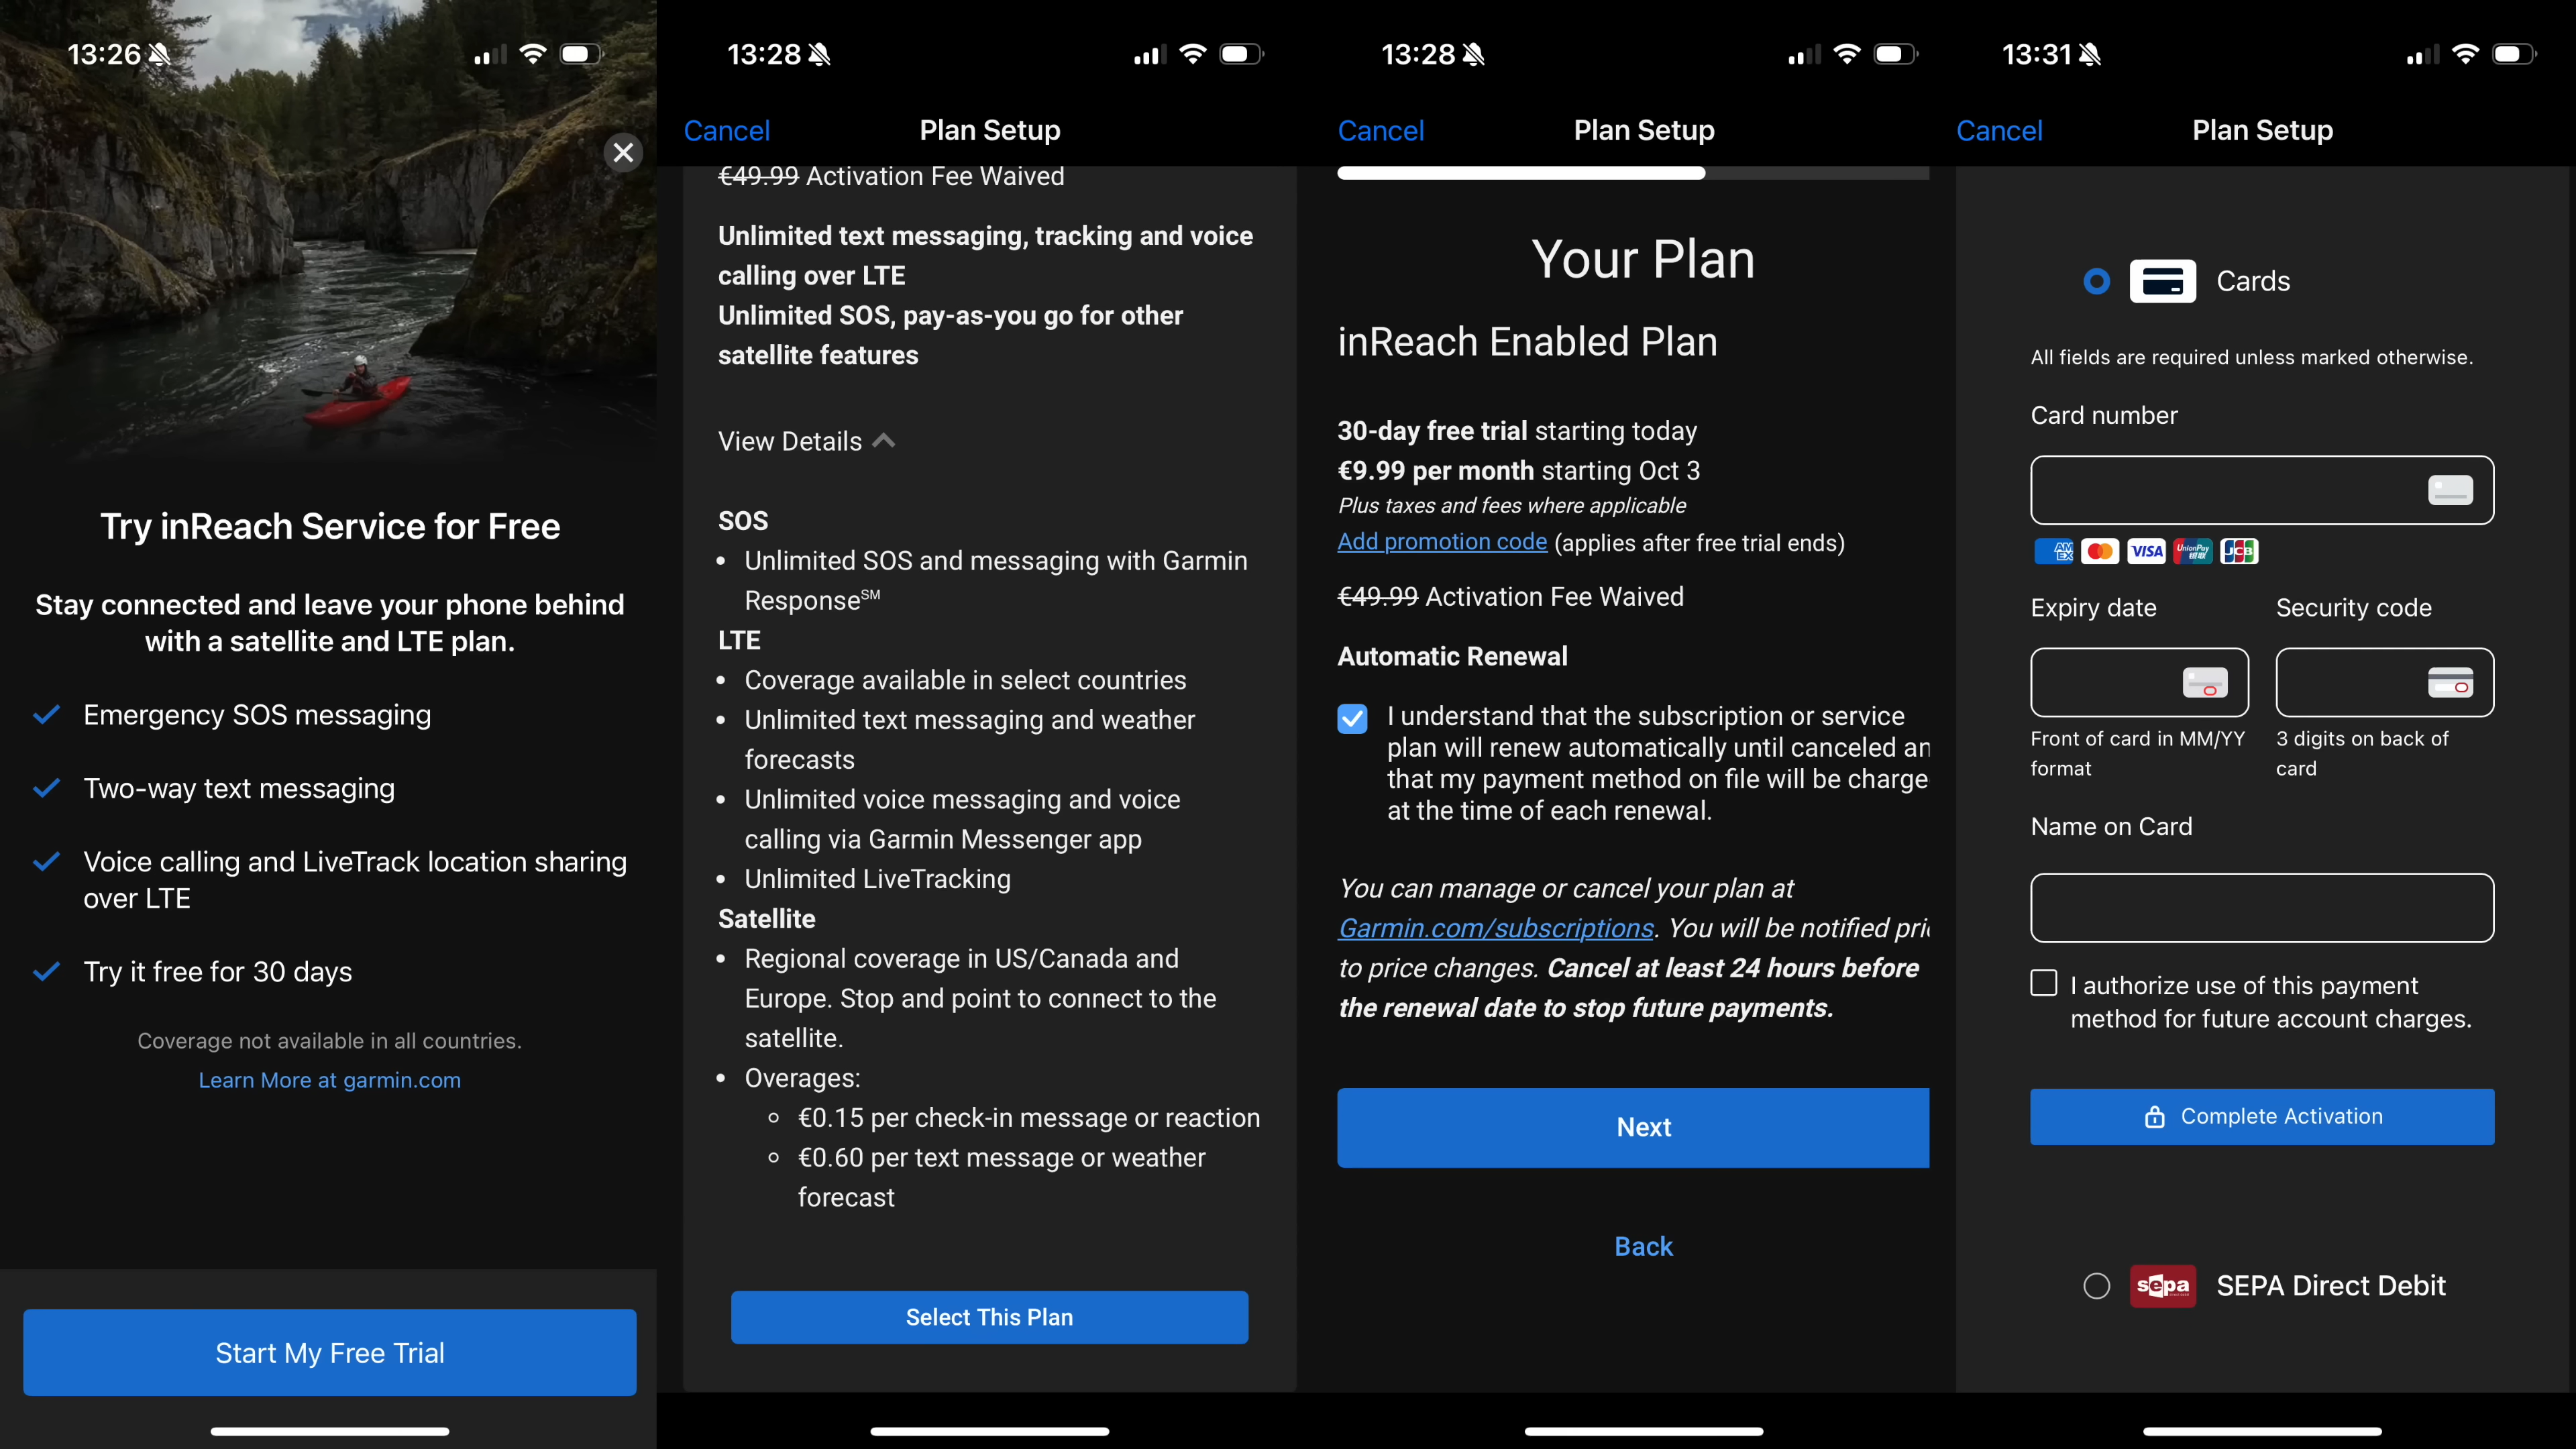 13:26
Try inReach Service for Free
Stay connected and leave your phone behind
with a satellite and LTE plan.
Emergency SOS messaging
Two-way text messaging
Voice calling and LiveTrack location sharing
over LTE
Try it free for 30 days
Coverage not available in all countries.
Learn More at garmin.com
Start My Free Trial
13:28
Cancel
Plan Setup
€49.99 Activation Fee Waived
Unlimited text messaging, tracking and voice
calling over LTE
Unlimited SOS, pay-as-you go for other
satellite features
View Details
SOS
• Unlimited SOS and messaging with Garmin
Response℠
LTE
• Coverage available in select countries
• Unlimited text messaging and weather
forecasts
• Unlimited voice messaging and voice
calling via Garmin Messenger app
• Unlimited LiveTracking
Satellite
• Regional coverage in US/Canada and
Europe. Stop and point to connect to the
satellite.
• Overages:
◦ €0.15 per check-in message or reaction
◦ €0.60 per text message or weather
forecast
Select This Plan
13:28
Cancel
Plan Setup
Your Plan
inReach Enabled Plan
30-day free trial starting today
€9.99 per month starting Oct 3
Plus taxes and fees where applicable
Add promotion code (applies after free trial ends)
€49.99 Activation Fee Waived
Automatic Renewal
I understand that the subscription or service
plan will renew automatically until canceled an
that my payment method on file will be charge
at the time of each renewal.
You can manage or cancel your plan at
Garmin.com/subscriptions. You will be notified pri
to price changes. Cancel at least 24 hours before
the renewal date to stop future payments.
Next
Back
13:31
Cancel
Plan Setup
Cards
All fields are required unless marked otherwise.
Card number
AM EX VISA UnionPay 银联 JCB
Expiry date
Security code
Front of card in MM/YY
format
3 digits on back of
card
Name on Card
I authorize use of this payment
method for future account charges.
Complete Activation
sepa SEPA Direct Debit